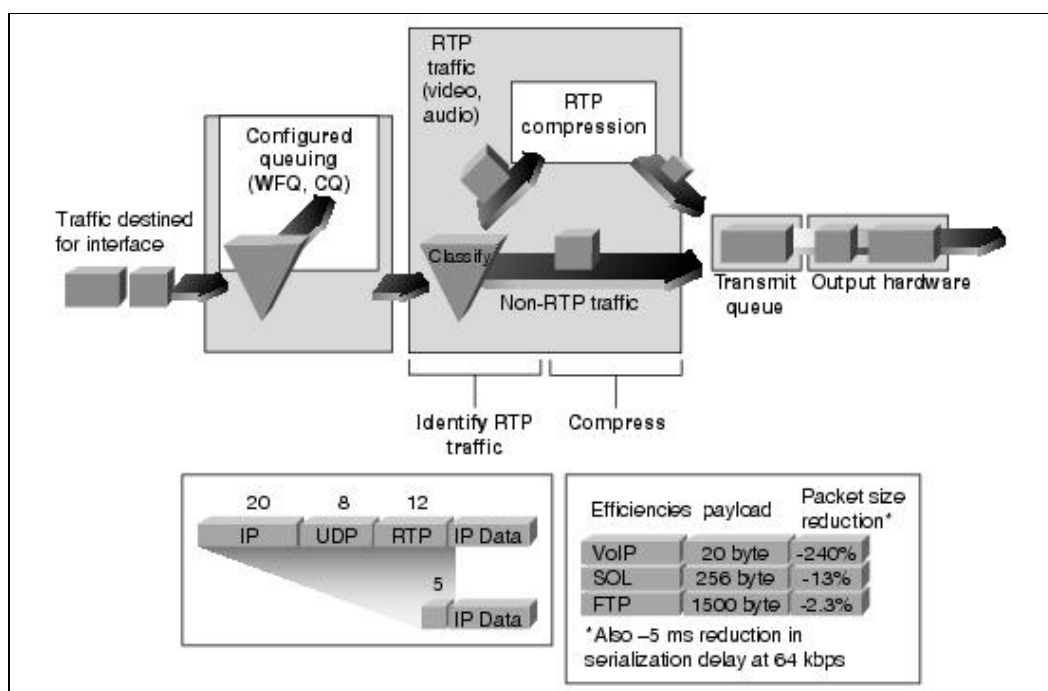 RTP
traffic
(video,
audio)
RTP
compression
Configured
queuing
(WFQ, CQ)
Traffic destined
for interface
Classify
Non-RTP traffic
Transmit
queue
Output hardware
Identify RTP
traffic
Compress
20 8 12
IP UDP RTP IP Data
5
IP Data
Efficiencies payload
Packet size
reduction*
VoIP 20 byte -240%
SOL 256 byte -13%
FTP 1500 byte -2.3%
*Also –5 ms reduction in
serialization delay at 64 kbps